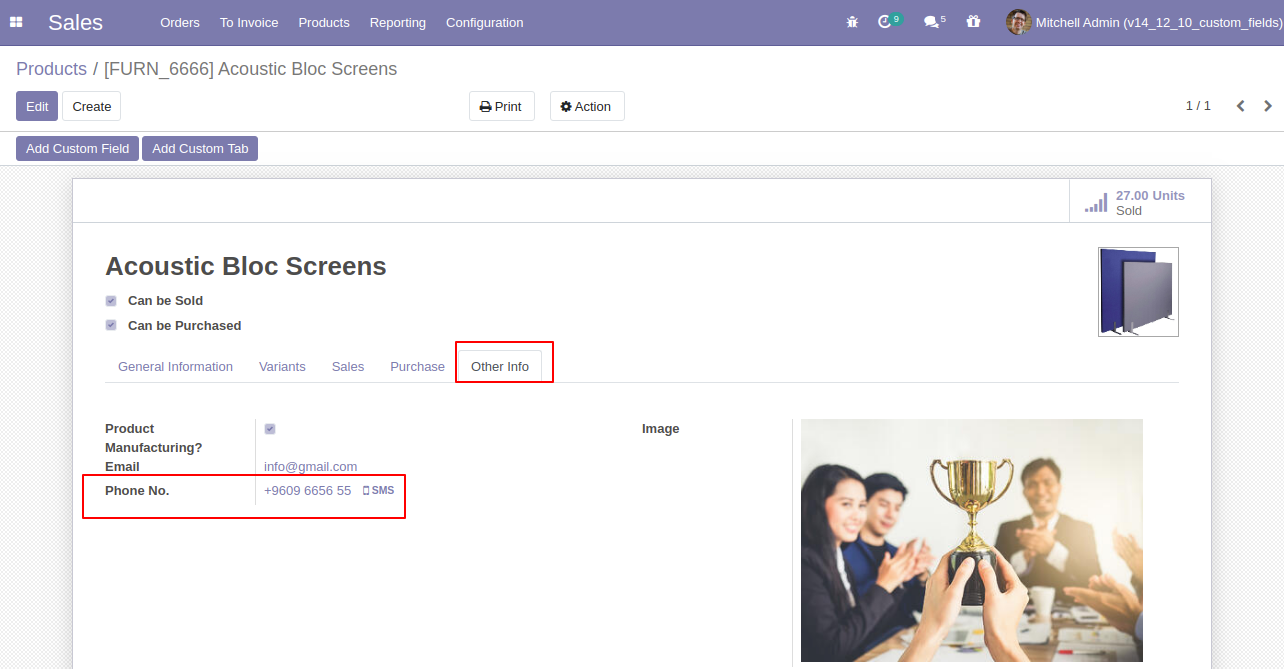 Sales Orders To Invoice Products Reporting Configuration 9 5 Mitchell Admin (v14_12_10_custom_fields)
Products / [FURN_6666] Acoustic Bloc Screens
Edit Create Print Action 1 / 1
Add Custom Field Add Custom Tab
27.00 Units
Sold
Acoustic Bloc Screens
Can be Sold
Can be Purchased
General Information Variants Sales Purchase Other Info
Product
Manufacturing?
Image
Email info@gmail.com
Phone No. +9609 6656 55 SMS